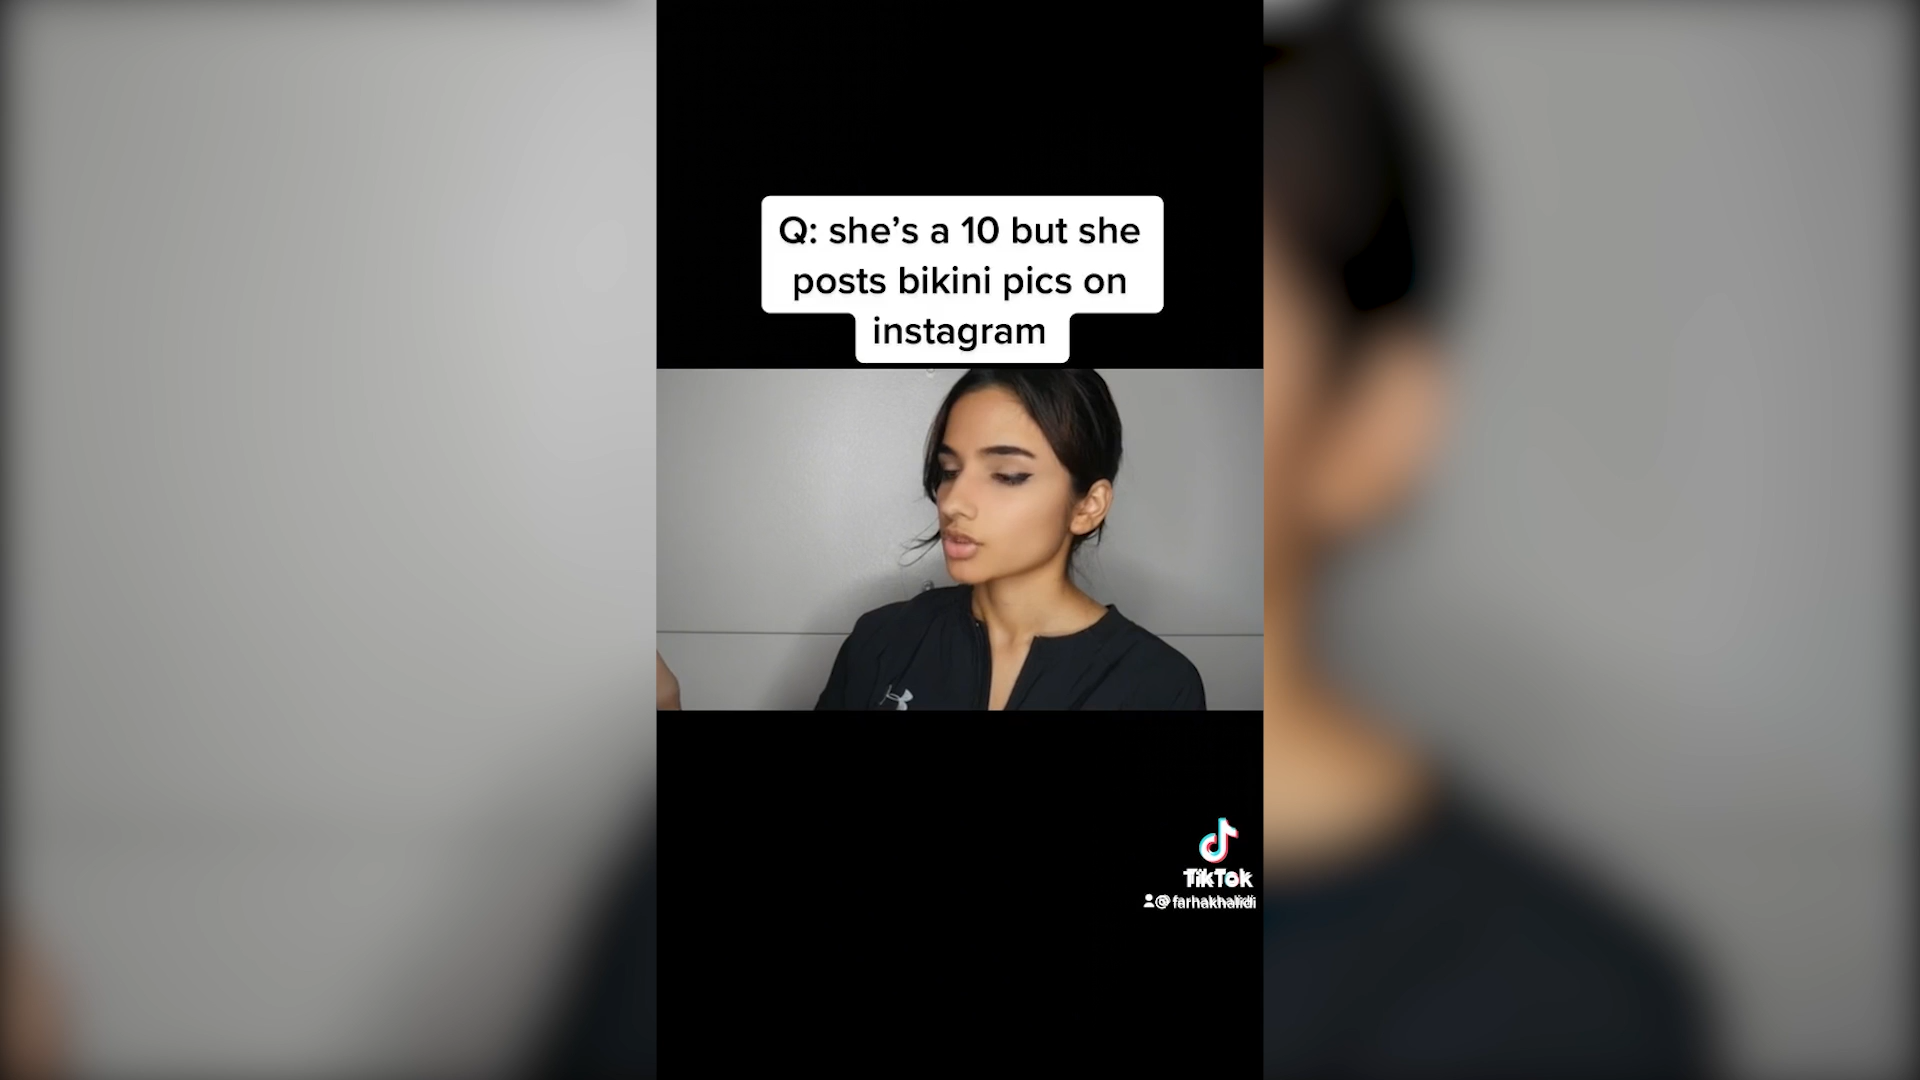 Q: she's a 10 but she
posts bikini pics on
instagram
TikTok
@farhakhalidi